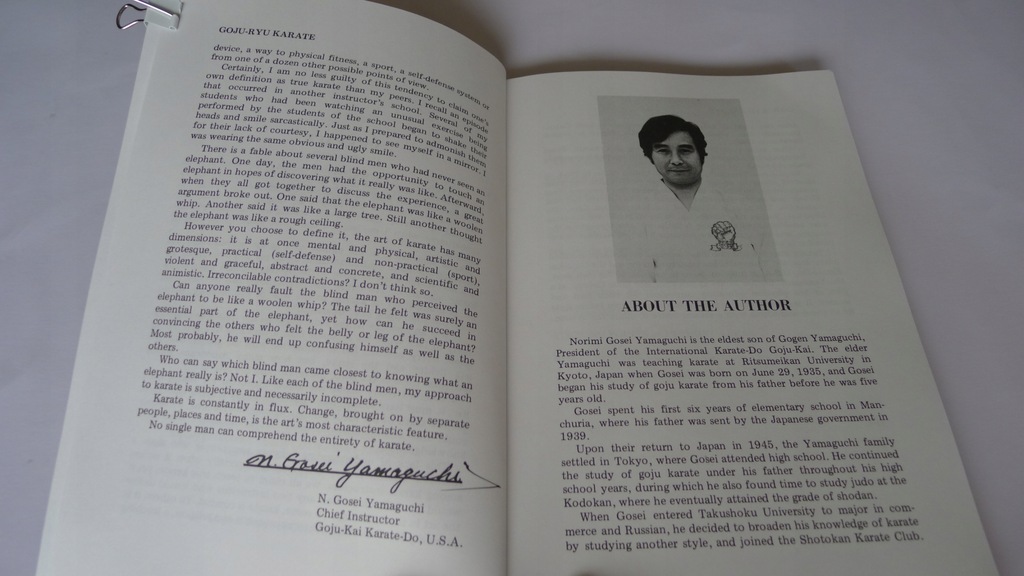 GOJU-RYU KARATE
device, a way to physical fitness, a sport, a self-defense system or
from one of a dozen other possible points of view.
Certainly, I am no less guilty of this tendency to claim one's
own definition as true karate than my peers. I recall an episode
that occurred in another instructor's school. Several of my
students who had been watching an unusual exercise being
performed by the students of the school began to shake their
heads and smile sarcastically. Just as I prepared to admonish them
for their lack of courtesy, I happened to see myself in a mirror. I
was wearing the same obvious and ugly smile.
There is a fable about several blind men who had never seen an
elephant. One day, the men had the opportunity to touch an
elephant in hopes of discovering what it really was like. Afterward,
when they all got together to discuss the experience, a great
argument broke out. One said that the elephant was like a woolen
whip. Another said it was like a large tree. Still another thought
the elephant was like a rough ceiling.
However you choose to define it, the art of karate has many
dimensions: it is at once mental and physical, artistic and
grotesque, practical (self-defense) and non-practical (sport),
violent and graceful, abstract and concrete, and scientific and
animistic. Irreconcilable contradictions? I don't think so.
Can anyone really fault the blind man who perceived the
elephant to be like a woolen whip? The tail he felt was surely an
essential part of the elephant, yet how can he succeed in
convincing the others who felt the belly or leg of the elephant?
Most probably, he will end up confusing himself as well as the
others.
Who can say which blind man came closest to knowing what an
elephant really is? Not I. Like each of the blind men, my approach
to karate is subjective and necessarily incomplete.
Karate is constantly in flux. Change, brought on by separate
people, places and time, is the art's most characteristic feature.
No single man can comprehend the entirety of karate.
N. Gosei Yamaguchi
N. Gosei Yamaguchi
Chief Instructor
Goju-Kai Karate-Do, U.S.A.
ABOUT THE AUTHOR
Norimi Gosei Yamaguchi is the eldest son of Gogen Yamaguchi,
President of the International Karate-Do Goju-Kai. The elder
Yamaguchi was teaching karate at Ritsumeikan University in
Kyoto, Japan when Gosei was born on June 29, 1935, and Gosei
began his study of goju karate from his father before he was five
years old.
Gosei spent his first six years of elementary school in Man-
churia, where his father was sent by the Japanese government in
1939.
Upon their return to Japan in 1945, the Yamaguchi family
settled in Tokyo, where Gosei attended high school. He continued
the study of goju karate under his father throughout his high
school years, during which he also found time to study judo at the
Kodokan, where he eventually attained the grade of shodan.
When Gosei entered Takushoku University to major in com-
merce and Russian, he decided to broaden his knowledge of karate
by studying another style, and joined the Shotokan Karate Club.